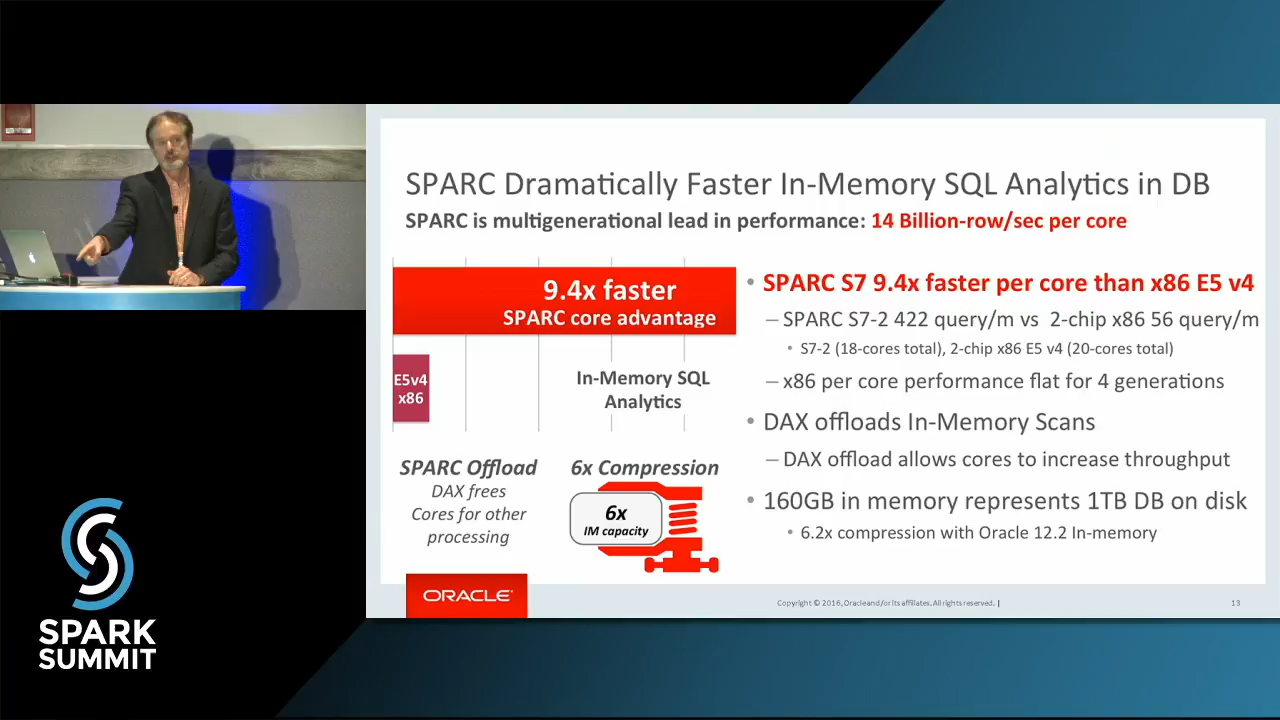 SPARC Dramatically Faster In-Memory SQL Analytics in DB
SPARC is multigenerational lead in performance: 14 Billion-row/sec per core
9.4x faster
SPARC core advantage
E5v4
x86
In-Memory SQL
Analytics
SPARC Offload
DAX frees
Cores for other
processing
6x Compression
6x
IM capacity
• SPARC S7 9.4x faster per core than x86 E5 v4
– SPARC S7-2 422 query/m vs 2-chip x86 56 query/m
• S7-2 (18-cores total), 2-chip x86 E5 v4 (20-cores total)
– x86 per core performance flat for 4 generations
• DAX offloads In-Memory Scans
– DAX offload allows cores to increase throughput
• 160GB in memory represents 1TB DB on disk
• 6.2x compression with Oracle 12.2 In-memory
ORACLE
Copyright © 2016, Oracle and/or its affiliates. All rights reserved. |
13
SPARK
SUMMIT